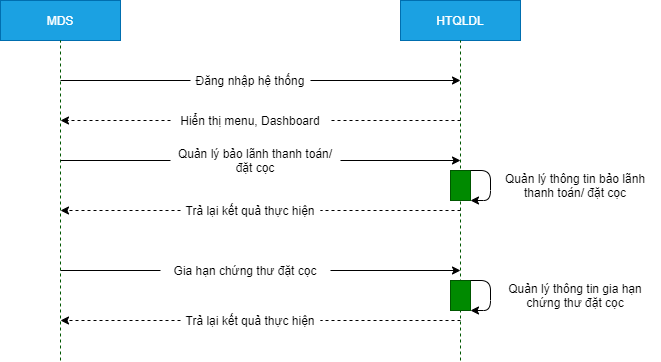 MDS
HTQLDL
Đăng nhập hệ thống
Hiển thị menu, Dashboard
Quản lý bảo lãnh thanh toán/
đặt cọc
Quản lý thông tin bảo lãnh
thanh toán/ đặt cọc
Trả lại kết quả thực hiện
Gia hạn chứng thư đặt cọc
Quản lý thông tin gia hạn
chứng thư đặt cọc
Trả lại kết quả thực hiện